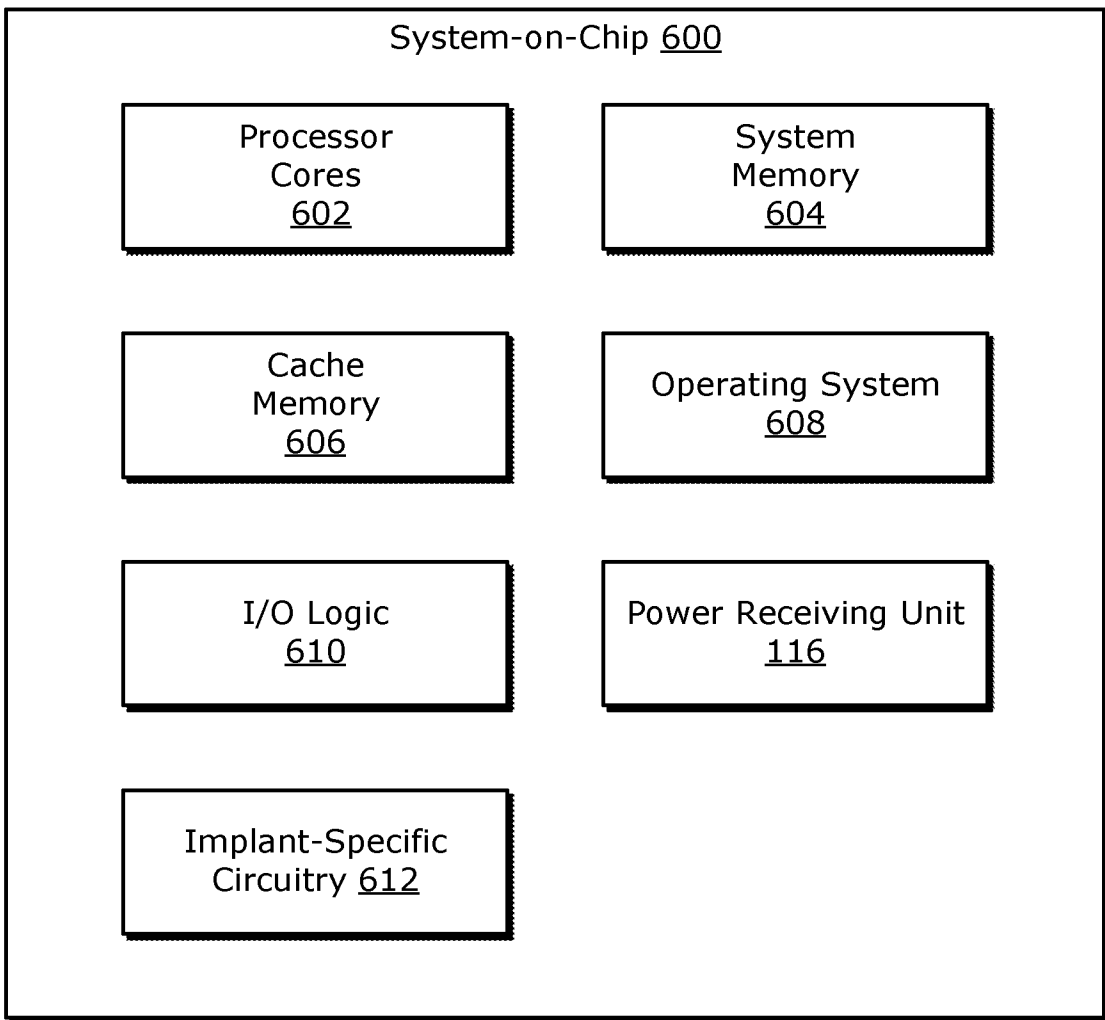 System-on-Chip 600
Processor
Cores
602
System
Memory
604
Cache
Memory
606
Operating System
608
I/O Logic
610
Power Receiving Unit
116
Implant-Specific
Circuitry 612